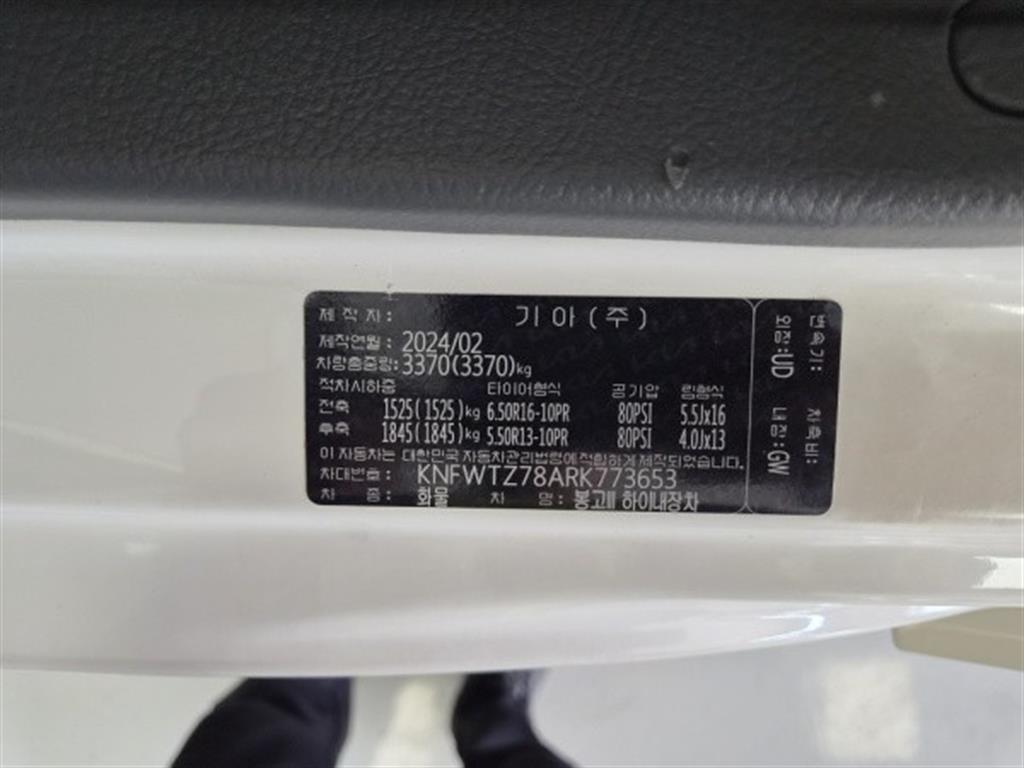 제 작 자 : 기 아 ( 주 )
제작연월 : 2024/02
차량총중량: 3370(3370)kg
적차시하중 타이어형식 공기압 림형식
전축 1525(1525)kg 6.50R16-10PR 80PSI 5.5Jx16
후축 1845(1845)kg 5.50R13-10PR 80PSI 4.0Jx13
이 자동차는 대한민국 자동차관리법령에 적합하게 제작되었습니다.
차대번호: KNFWTZ78ARK773653
차 종 : 화물 차 명 : 봉고Ⅲ 하이내장차
변속기: 차축비:
외장:UD 내장:GW